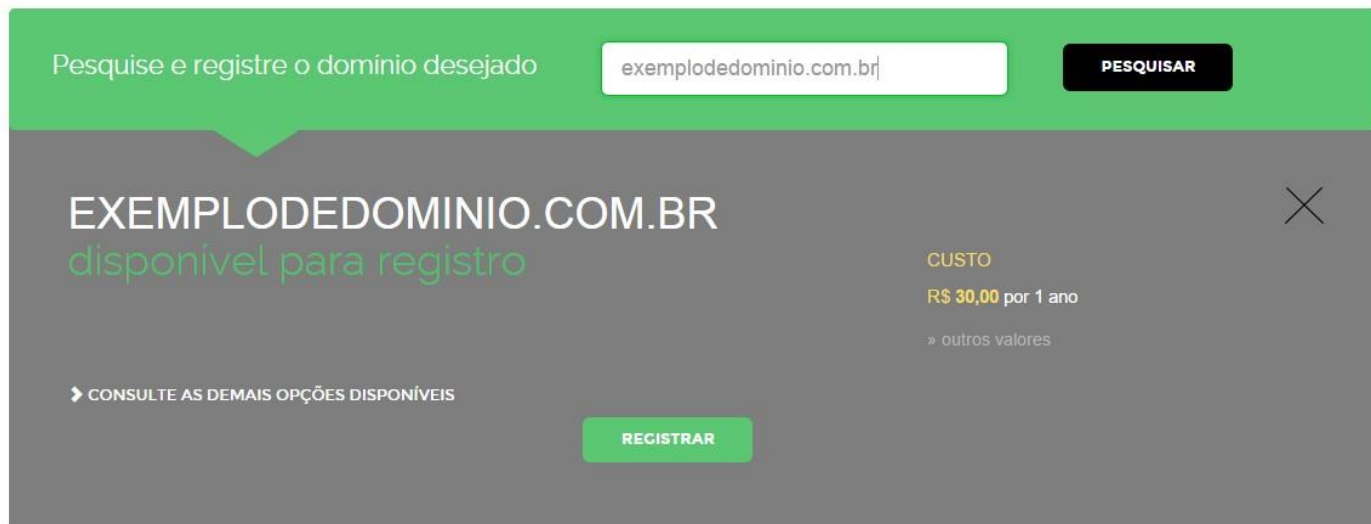 Pesquise e registre o domínio desejado
exemplodedominio.com.br
PESQUISAR
EXEMPLODEDOMINIO.COM.BR
disponível para registro
CUSTO
R$ 30,00 por 1 ano
» outros valores
CONSULTE AS DEMAIS OPÇÕES DISPONÍVEIS
REGISTRAR